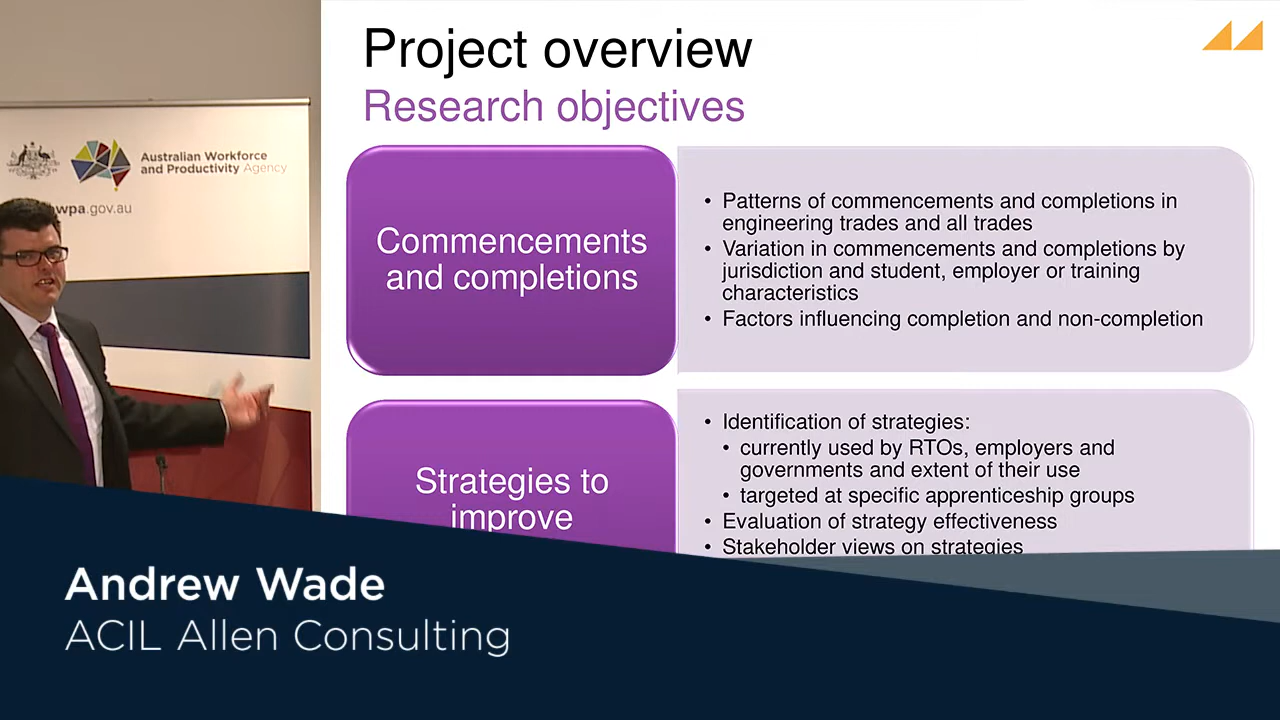 Project overview
Research objectives
Australian Workforce
and Productivity Agency
wpa.gov.au
Commencements
and completions
• Patterns of commencements and completions in
engineering trades and all trades
• Variation in commencements and completions by
jurisdiction and student, employer or training
characteristics
• Factors influencing completion and non-completion
Strategies to
improve
• Identification of strategies:
• currently used by RTOs, employers and
governments and extent of their use
• targeted at specific apprenticeship groups
• Evaluation of strategy effectiveness
• Stakeholder views on strategies
Andrew Wade
ACIL Allen Consulting